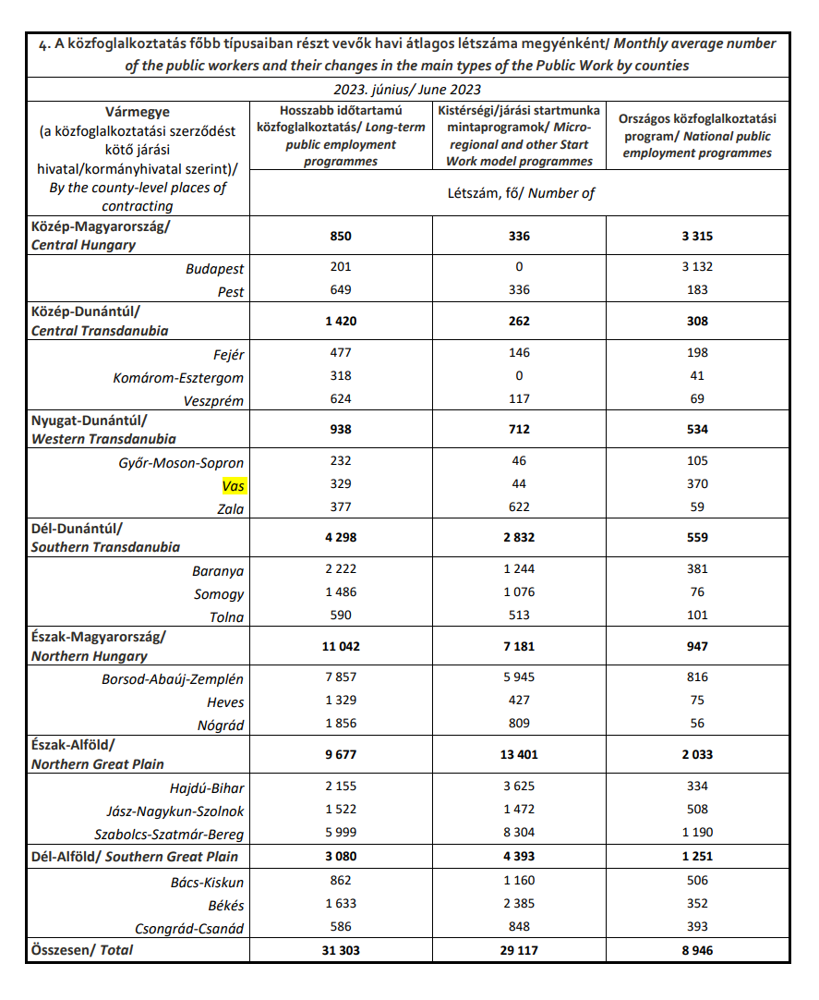 4. A közfoglalkoztatás főbb típusaiban részt vevők havi átlagos létszáma megyénként/ Monthly average number
of the public workers and their changes in the main types of the Public Work by counties
2023. június/ June 2023
Vármegye
(a közfoglalkoztatási szerződést
kötő járási
hivatal/kormányhivatal szerint)/
By the county-level places of
contracting
Hosszabb időtartamú
közfoglalkoztatás/ Long-term
public employment
programmes
Kistérségi/járási startmunka
mintaprogramok/ Micro-
regional and other Start
Work model programmes
Országos közfoglalkoztatási
program/ National public
employment programmes
Létszám, fő/ Number of
Közép-Magyarország/
Central Hungary
850 336 3 315
Budapest 201 0 3 132
Pest 649 336 183
Közép-Dunántúl/
Central Transdanubia
1 420 262 308
Fejér 477 146 198
Komárom-Esztergom 318 0 41
Veszprém 624 117 69
Nyugat-Dunántúl/
Western Transdanubia
938 712 534
Győr-Moson-Sopron 232 46 105
Vas 329 44 370
Zala 377 622 59
Dél-Dunántúl/
Southern Transdanubia
4 298 2 832 559
Baranya 2 222 1 244 381
Somogy 1 486 1 076 76
Tolna 590 513 101
Észak-Magyarország/
Northern Hungary
11 042 7 181 947
Borsod-Abaúj-Zemplén 7 857 5 945 816
Heves 1 329 427 75
Nógrád 1 856 809 56
Észak-Alföld/
Northern Great Plain
9 677 13 401 2 033
Hajdú-Bihar 2 155 3 625 334
Jász-Nagykun-Szolnok 1 522 1 472 508
Szabolcs-Szatmár-Bereg 5 999 8 304 1 190
Dél-Alföld/ Southern Great Plain 3 080 4 393 1 251
Bács-Kiskun 862 1 160 506
Békés 1 633 2 385 352
Csongrád-Csanád 586 848 393
Összesen/ Total 31 303 29 117 8 946